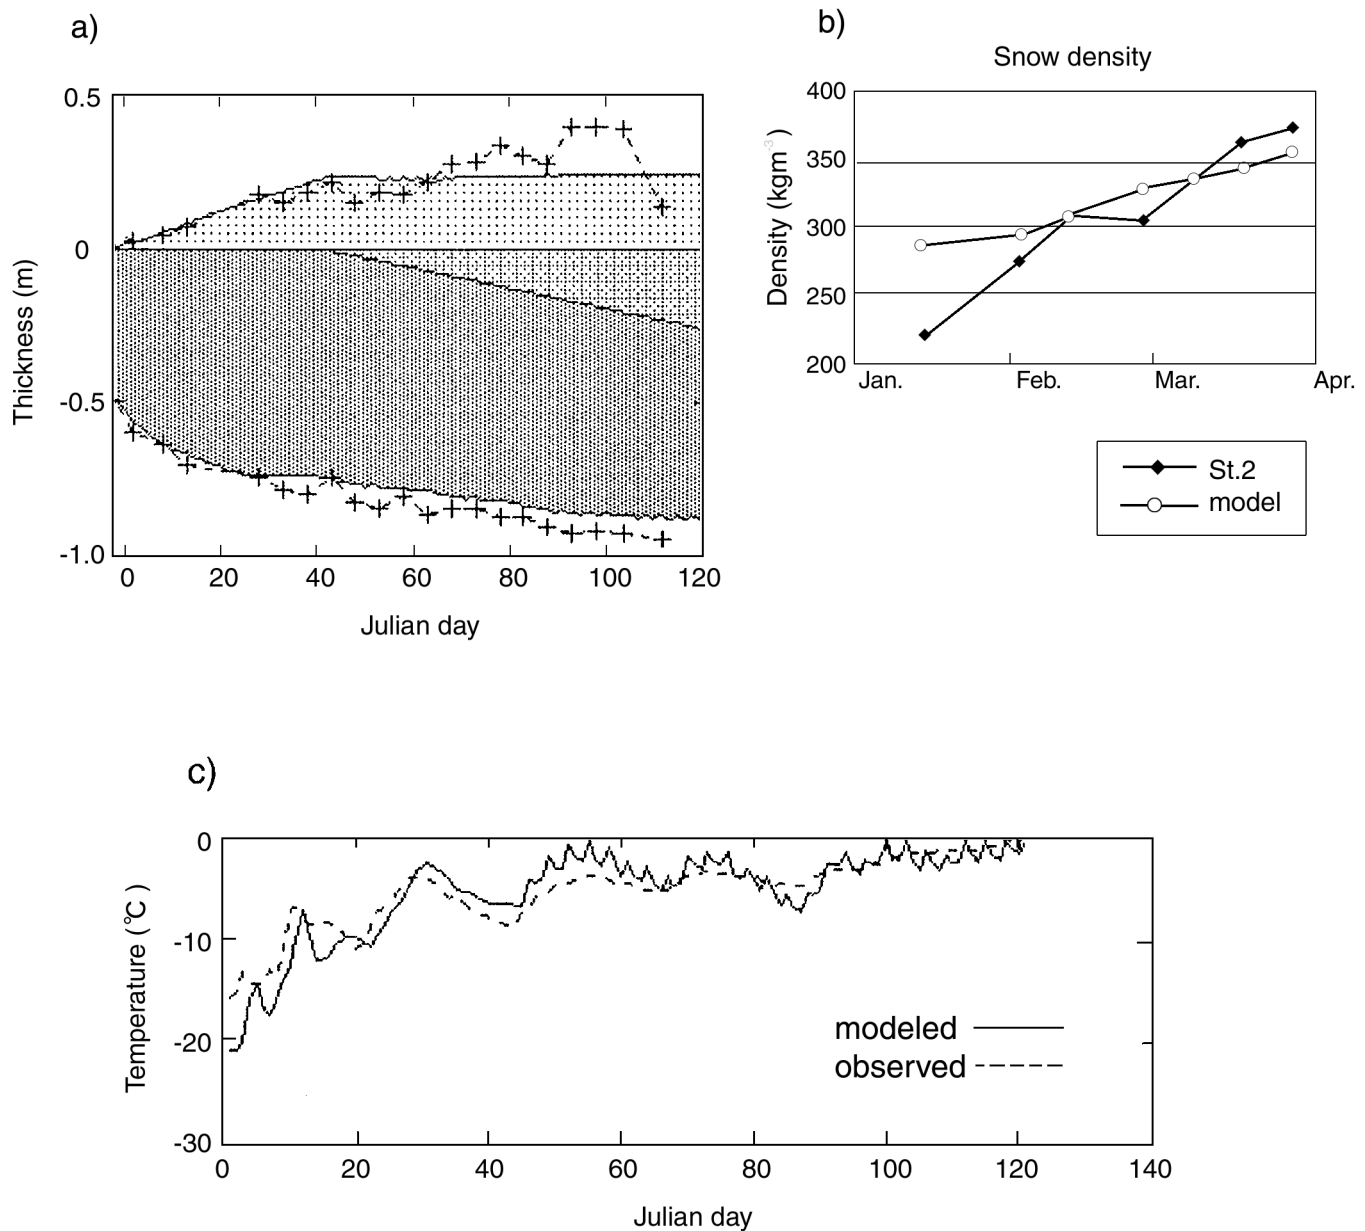 a)
0.5
0
-0.5
-1.0
Thickness (m)
0 20 40 60 80 100 120
Julian day
b)
Snow density
400
350
300
250
200
Density (kgm-3)
Jan. Feb. Mar. Apr.
St.2
model
c)
0
-10
-20
-30
Temperature (℃)
modeled
observed
0 20 40 60 80 100 120 140
Julian day